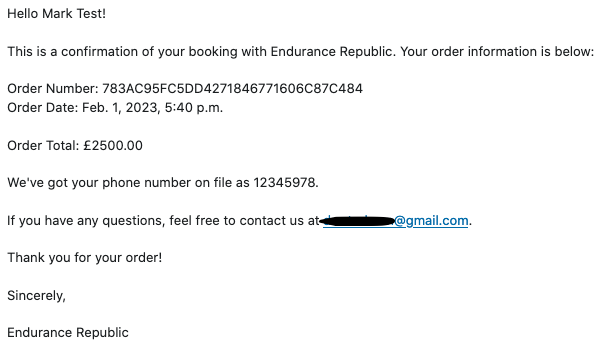 Hello Mark Test!
This is a confirmation of your booking with Endurance Republic. Your order information is below:
Order Number: 783AC95FC5DD4271846771606C87C484
Order Date: Feb. 1, 2023, 5:40 p.m.
Order Total: £2500.00
We've got your phone number on file as 12345978.
If you have any questions, feel free to contact us at @gmail.com.
Thank you for your order!
Sincerely,
Endurance Republic